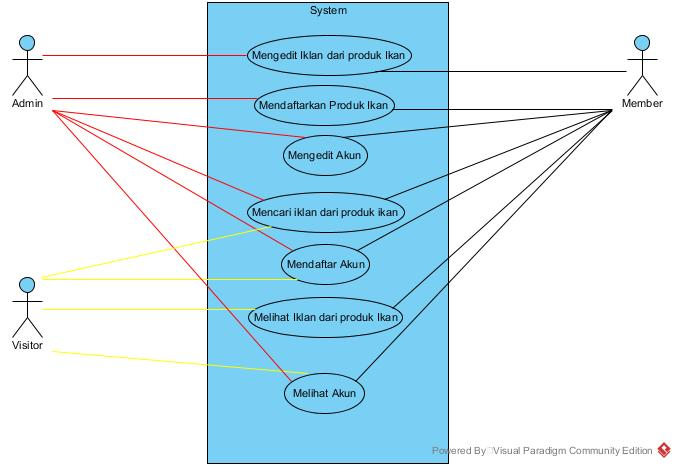 System
Mengedit Iklan dari produk Ikan
Admin
Member
Mendaftarkan Produk Ikan
Mengedit Akun
Mencari iklan dari produk ikan
Mendaftar Akun
Melihat Iklan dari produk Ikan
Visitor
Melihat Akun
Powered By Visual Paradigm Community Edition